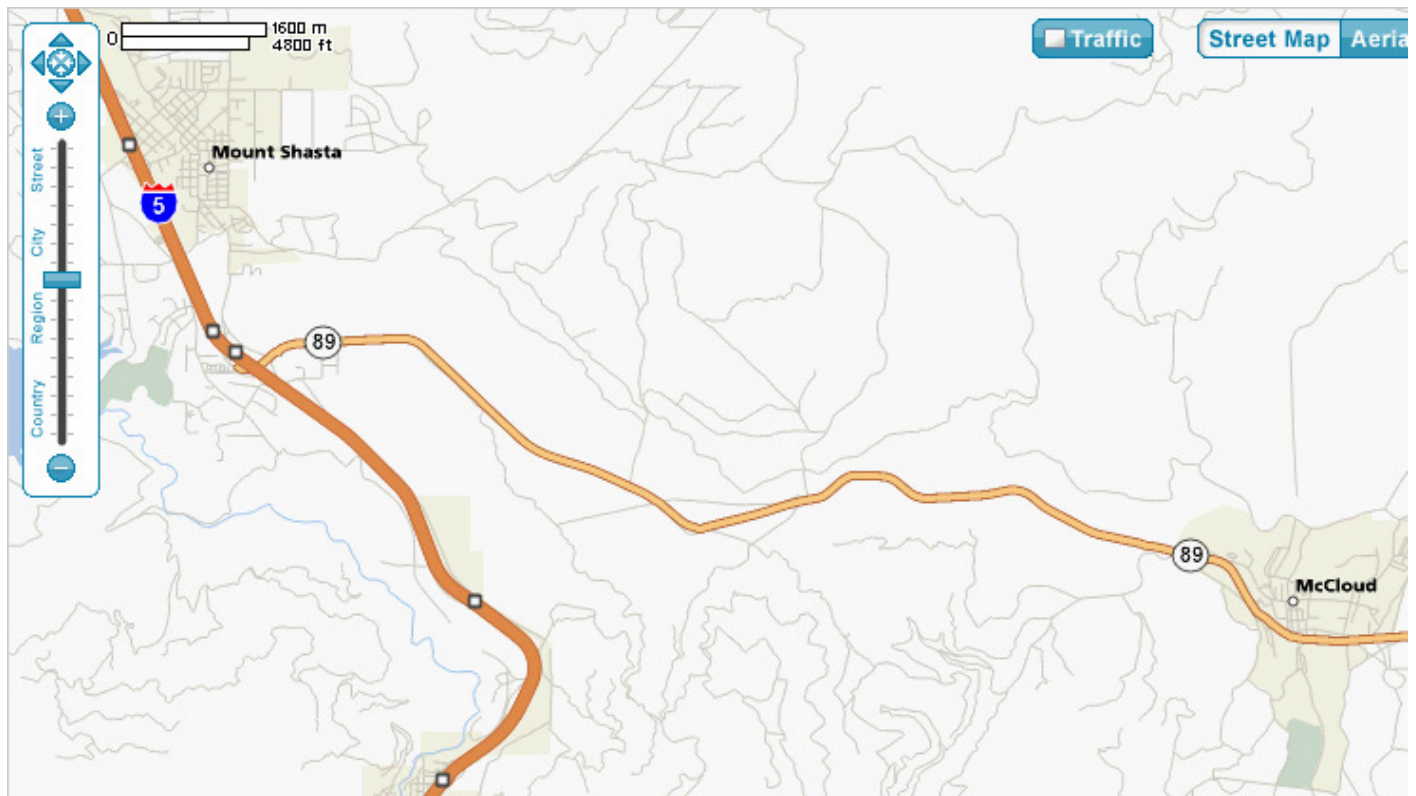 0
1600 m
4800 ft
Traffic
Street Map
Aeria
Street
City
Region
Country
Mount Shasta
5
89
89
McCloud